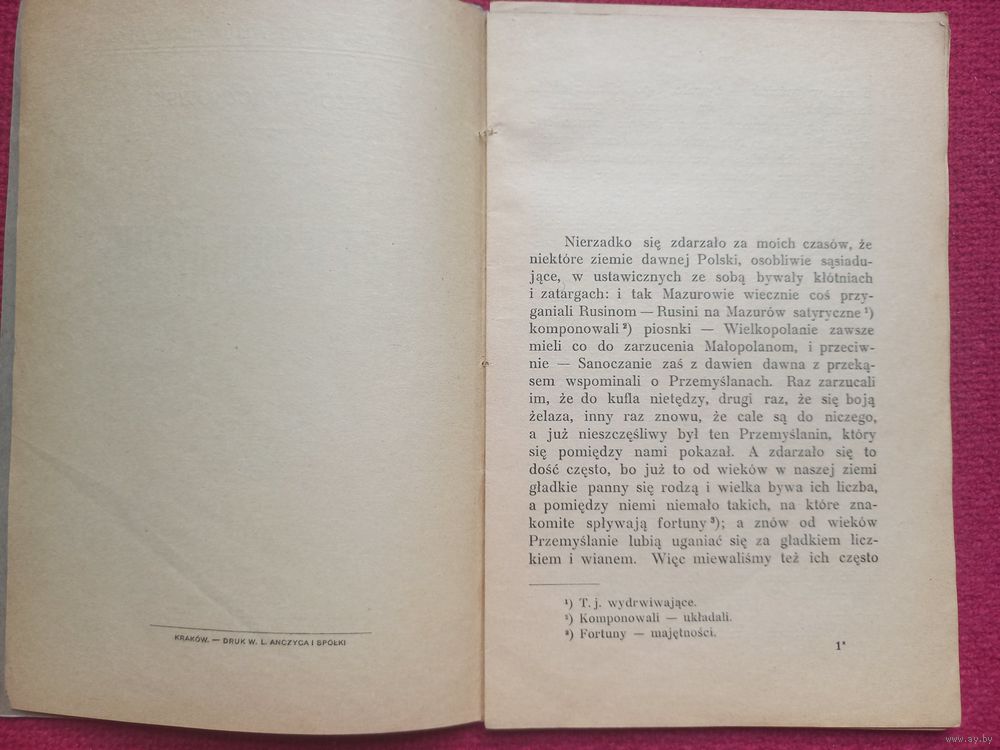 KRAKÓW. — DRUK W. L. ANCZYCA I SPÓŁKI
Nierzadko się zdarzało za moich czasów, że
niektóre ziemie dawnej Polski, osobliwie sąsiadu-
jące, w ustawicznych ze sobą bywały kłótniach
i zatargach: i tak Mazurowie wiecznie coś przy-
ganiali Rusinom — Rusini na Mazurów satyryczne ¹)
komponowali ²) piosnki — Wielkopolanie zawsze
mieli co do zarzucenia Małopolanom, i przeciw-
nie — Sanoczanie zaś z dawien dawna z przeką-
sem wspominali o Przemyślanach. Raz zarzucali
im, że do kufla nietędzy, drugi raz, że się boją
żelaza, inny raz znowu, że cale są do niczego,
a już nieszczęśliwy był ten Przemyślanin, który
się pomiędzy nami pokazał. A zdarzało się to
dość często, bo już to od wieków w naszej ziemi
gładkie panny się rodzą i wielka bywa ich liczba,
a pomiędzy niemi niemało takich, na które zna-
komite spływają fortuny ³); a znów od wieków
Przemyślanie lubią uganiać się za gładkiem licz-
kiem i wianem. Więc miewaliśmy też ich często
¹) T. j. wydrwiwające.
²) Komponowali — układali.
³) Fortuny — majętności.
1*
www.ay.by